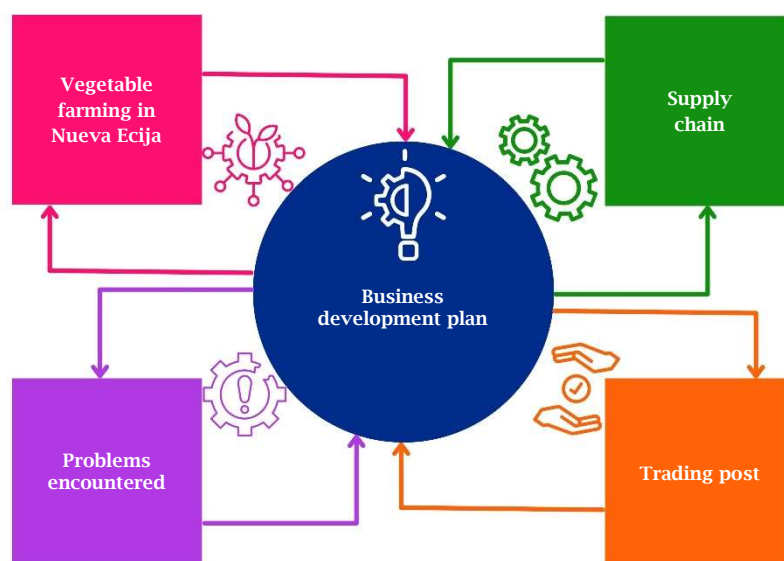 Vegetable
farming in
Nueva Ecija
Supply
chain
Business
development plan
Problems
encountered
Trading post